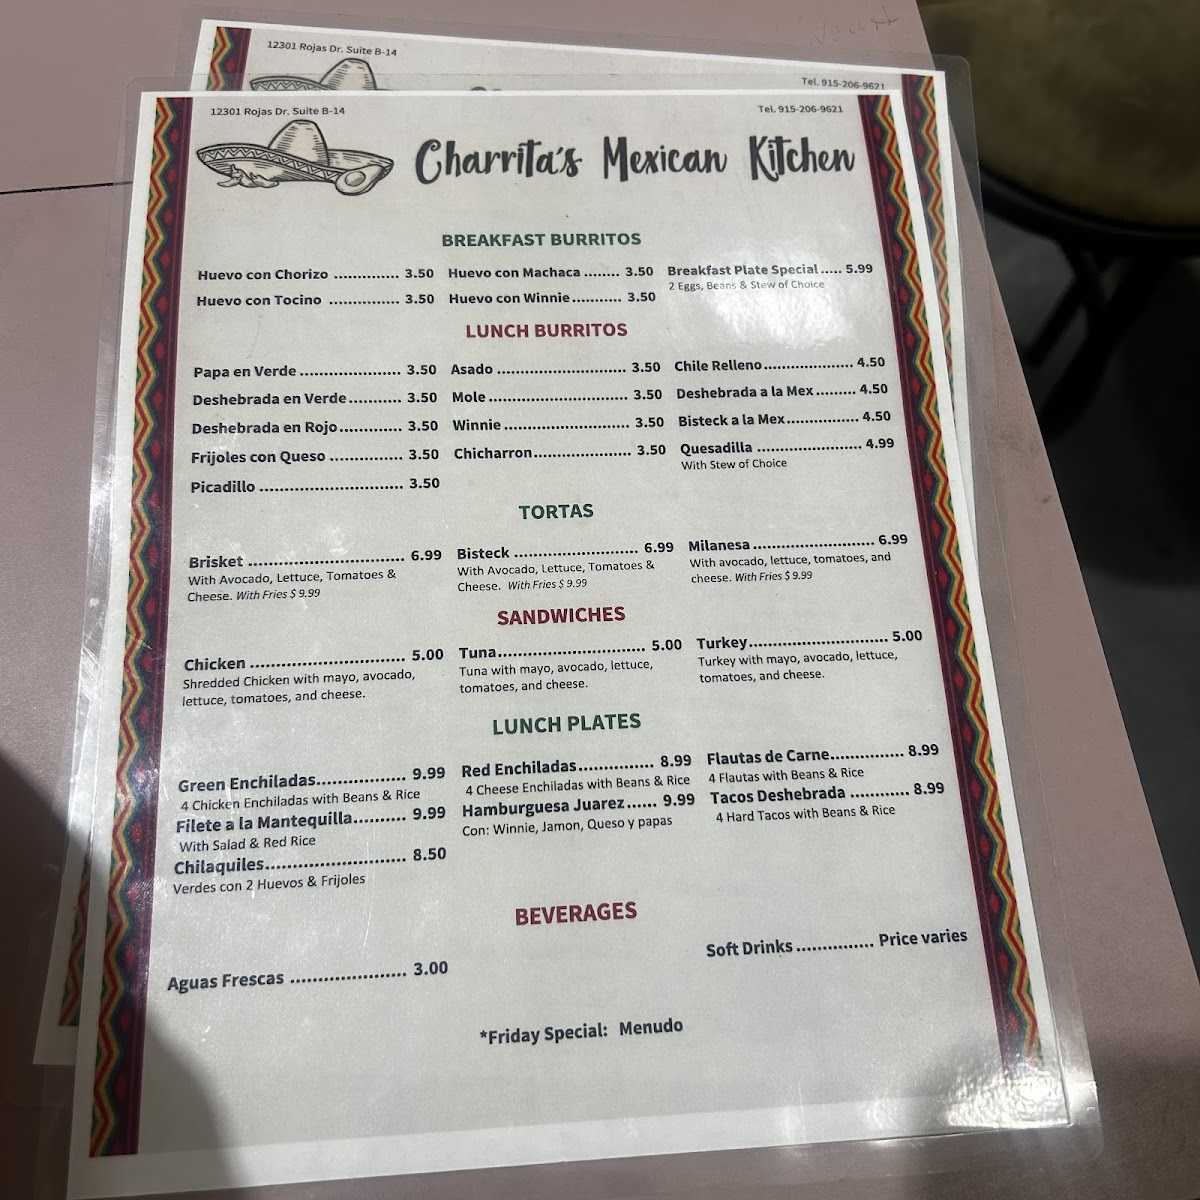 12301 Rojas Dr. Suite B-14
Tel. 915-206-9621
12301 Rojas Dr. Suite B-14
Tel. 915-206-9621
Charrita's Mexican Kitchen
BREAKFAST BURRITOS
Huevo con Chorizo ............. 3.50
Huevo con Machaca ........ 3.50
Breakfast Plate Special ..... 5.99
2 Eggs, Beans & Stew of Choice
Huevo con Tocino .............. 3.50
Huevo con Winnie ........... 3.50
LUNCH BURRITOS
Papa en Verde .................... 3.50
Asado .......................... 3.50
Chile Relleno .................... 4.50
Deshebrada en Verde ........... 3.50
Mole ............................ 3.50
Deshebrada a la Mex ......... 4.50
Deshebrada en Rojo ............. 3.50
Winnie ......................... 3.50
Bisteck a la Mex ................ 4.50
Frijoles con Queso ............... 3.50
Chicharron ..................... 3.50
Quesadilla ....................... 4.99
With Stew of Choice
Picadillo ............................. 3.50
TORTAS
Brisket ................................ 6.99
With Avocado, Lettuce, Tomatoes &
Cheese. With Fries $ 9.99
Bisteck ......................... 6.99
With Avocado, Lettuce, Tomatoes &
Cheese. With Fries $ 9.99
Milanesa ......................... 6.99
With avocado, lettuce, tomatoes, and
cheese. With Fries $ 9.99
SANDWICHES
Chicken ............................... 5.00
Shredded Chicken with mayo, avocado,
lettuce, tomatoes, and cheese.
Tuna .............................. 5.00
Tuna with mayo, avocado, lettuce,
tomatoes, and cheese.
Turkey ............................ 5.00
Turkey with mayo, avocado, lettuce,
tomatoes, and cheese.
LUNCH PLATES
Green Enchiladas ................. 9.99
4 Chicken Enchiladas with Beans & Rice
Red Enchiladas ............... 8.99
4 Cheese Enchiladas with Beans & Rice
Flautas de Carne .............. 8.99
4 Flautas with Beans & Rice
Filete a la Mantequilla .......... 9.99
With Salad & Red Rice
Hamburguesa Juarez ...... 9.99
Con: Winnie, Jamon, Queso y papas
Tacos Deshebrada ............ 8.99
4 Hard Tacos with Beans & Rice
Chilaquiles ........................... 8.50
Verdes con 2 Huevos & Frijoles
BEVERAGES
Soft Drinks ............... Price varies
Aguas Frescas ...................... 3.00
*Friday Special: Menudo